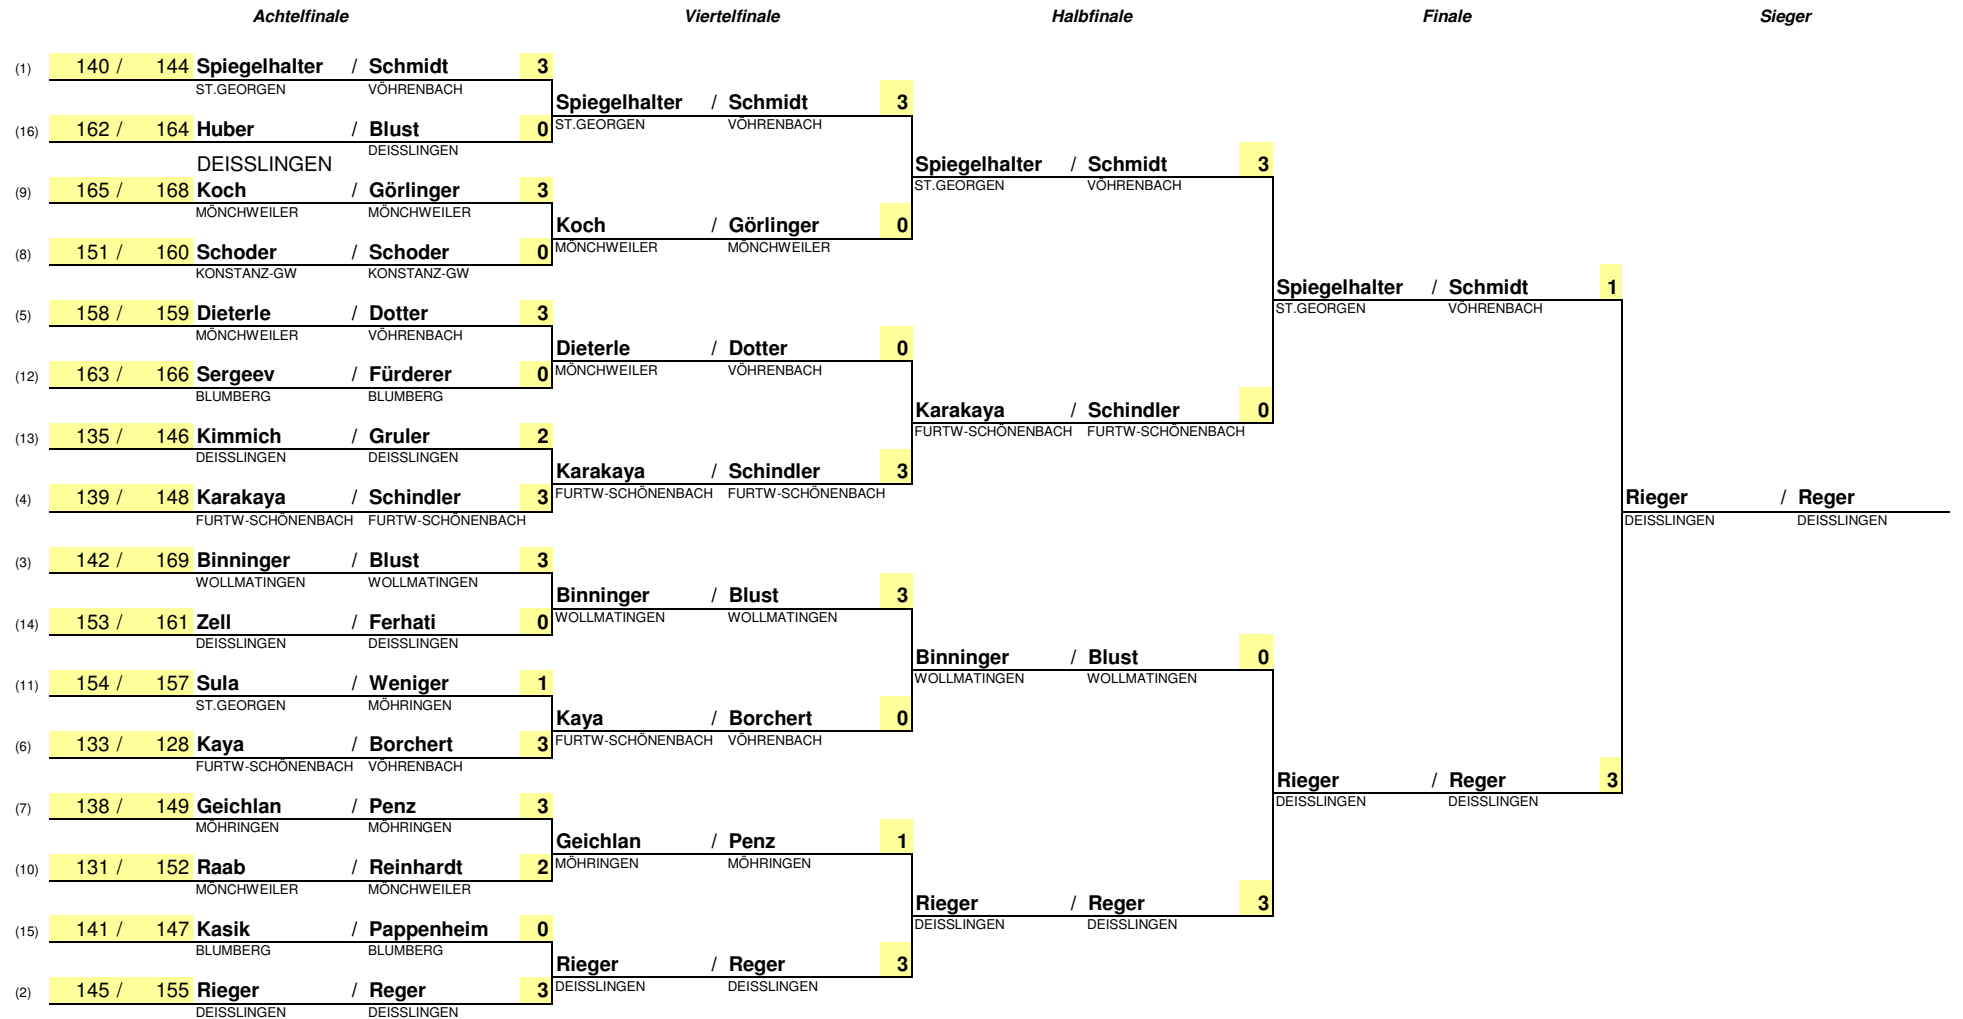 Achtelfinale Viertelfinale Halbfinale Finale Sieger
(1) 140 / 144 Spiegelhalter / Schmidt 3
ST.GEORGEN VÖHRENBACH
Spiegelhalter / Schmidt 3
(16) 162 / 164 Huber / Blust 0 ST.GEORGEN VÖHRENBACH
DEISSLINGEN
DEISSLINGEN Spiegelhalter / Schmidt 3
(9) 165 / 168 Koch / Görlinger 3 ST.GEORGEN VÖHRENBACH
MÖNCHWEILER MÖNCHWEILER
Koch / Görlinger 0
(8) 151 / 160 Schoder / Schoder 0 MÖNCHWEILER MÖNCHWEILER
KONSTANZ-GW KONSTANZ-GW
Spiegelhalter / Schmidt 1
(5) 158 / 159 Dieterle / Dotter 3 ST.GEORGEN VÖHRENBACH
MÖNCHWEILER VÖHRENBACH
Dieterle / Dotter 0
(12) 163 / 166 Sergeev / Fürderer 0 MÖNCHWEILER VÖHRENBACH
BLUMBERG BLUMBERG
Karakaya / Schindler 0
(13) 135 / 146 Kimmich / Gruler 2 FURTW-SCHÖNENBACH FURTW-SCHÖNENBACH
DEISSLINGEN DEISSLINGEN
Karakaya / Schindler 3
(4) 139 / 148 Karakaya / Schindler 3 FURTW-SCHÖNENBACH FURTW-SCHÖNENBACH Rieger / Reger
FURTW-SCHÖNENBACH FURTW-SCHÖNENBACH DEISSLINGEN DEISSLINGEN
(3) 142 / 169 Binninger / Blust 3
WOLLMATINGEN WOLLMATINGEN
Binninger / Blust 3
(14) 153 / 161 Zell / Ferhati 0 WOLLMATINGEN WOLLMATINGEN
DEISSLINGEN DEISSLINGEN
Binninger / Blust 0
(11) 154 / 157 Sula / Weniger 1 WOLLMATINGEN WOLLMATINGEN
ST.GEORGEN MÖHRINGEN
Kaya / Borchert 0
(6) 133 / 128 Kaya / Borchert 3 FURTW-SCHÖNENBACH VÖHRENBACH
FURTW-SCHÖNENBACH VÖHRENBACH
Rieger / Reger 3
(7) 138 / 149 Geichlan / Penz 3 DEISSLINGEN DEISSLINGEN
MÖHRINGEN MÖHRINGEN
Geichlan / Penz 1
(10) 131 / 152 Raab / Reinhardt 2 MÖHRINGEN MÖHRINGEN
MÖNCHWEILER MÖNCHWEILER
Rieger / Reger 3
(15) 141 / 147 Kasik / Pappenheim 0 DEISSLINGEN DEISSLINGEN
BLUMBERG BLUMBERG
Rieger / Reger 3
(2) 145 / 155 Rieger / Reger 3 DEISSLINGEN DEISSLINGEN
DEISSLINGEN DEISSLINGEN